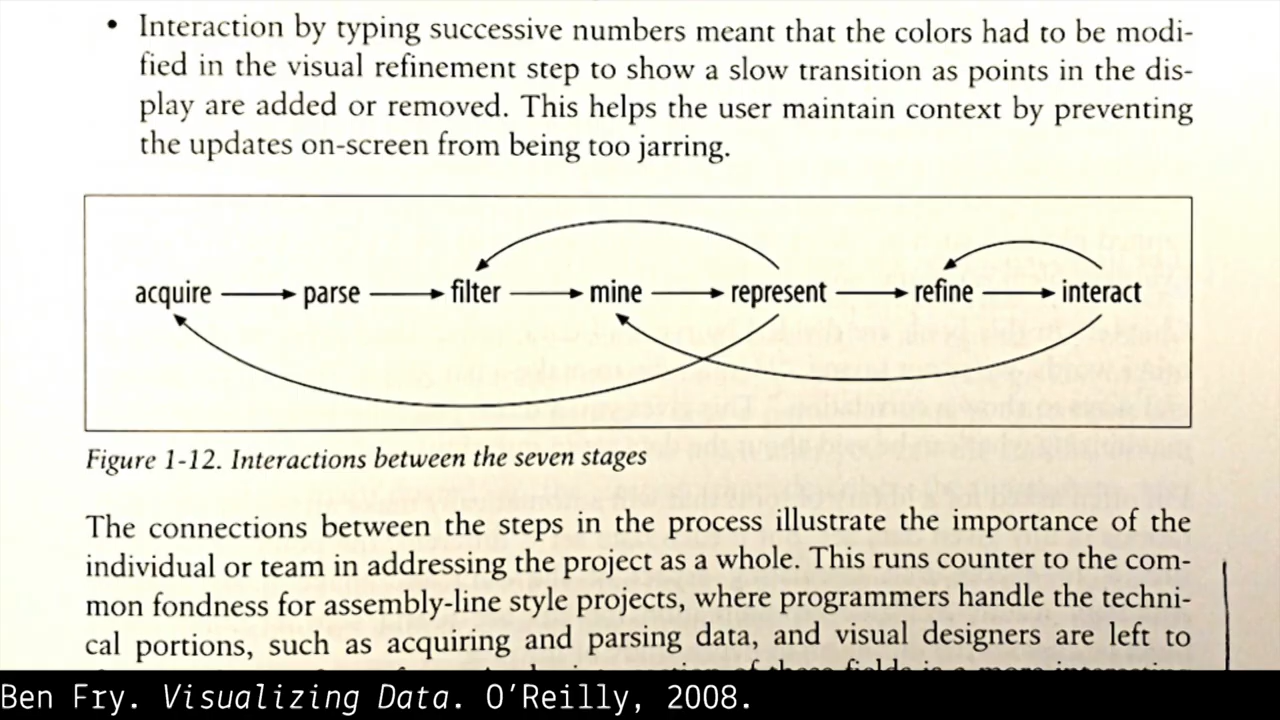 • Interaction by typing successive numbers meant that the colors had to be modi-
fied in the visual refinement step to show a slow transition as points in the dis-
play are added or removed. This helps the user maintain context by preventing
the updates on-screen from being too jarring.
acquire parse filter mine represent refine interact
Figure 1-12. Interactions between the seven stages
The connections between the steps in the process illustrate the importance of the
individual or team in addressing the project as a whole. This runs counter to the com-
mon fondness for assembly-line style projects, where programmers handle the techni-
cal portions, such as acquiring and parsing data, and visual designers are left to
Ben Fry. Visualizing Data. O'Reilly, 2008.